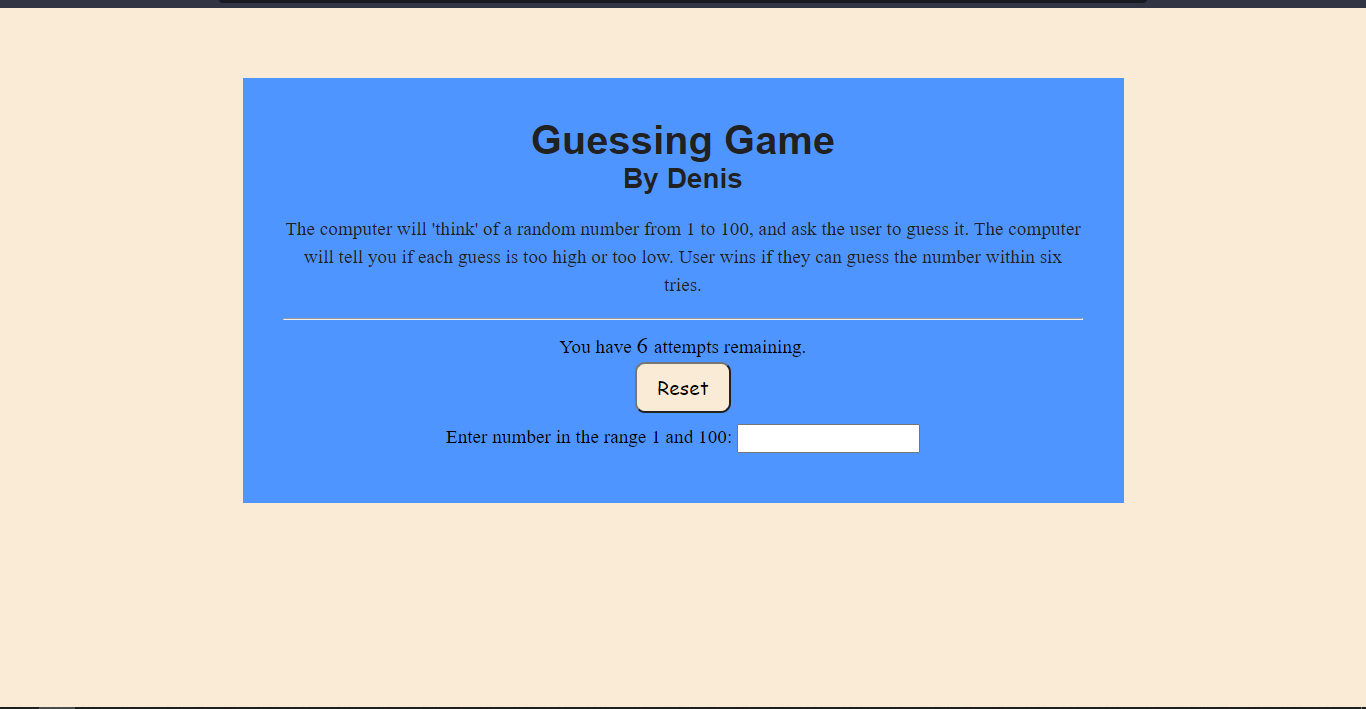 Guessing Game
By Denis
The computer will 'think' of a random number from 1 to 100, and ask the user to guess it. The computer
will tell you if each guess is too high or too low. User wins if they can guess the number within six
tries.
You have 6 attempts remaining.
Reset
Enter number in the range 1 and 100: